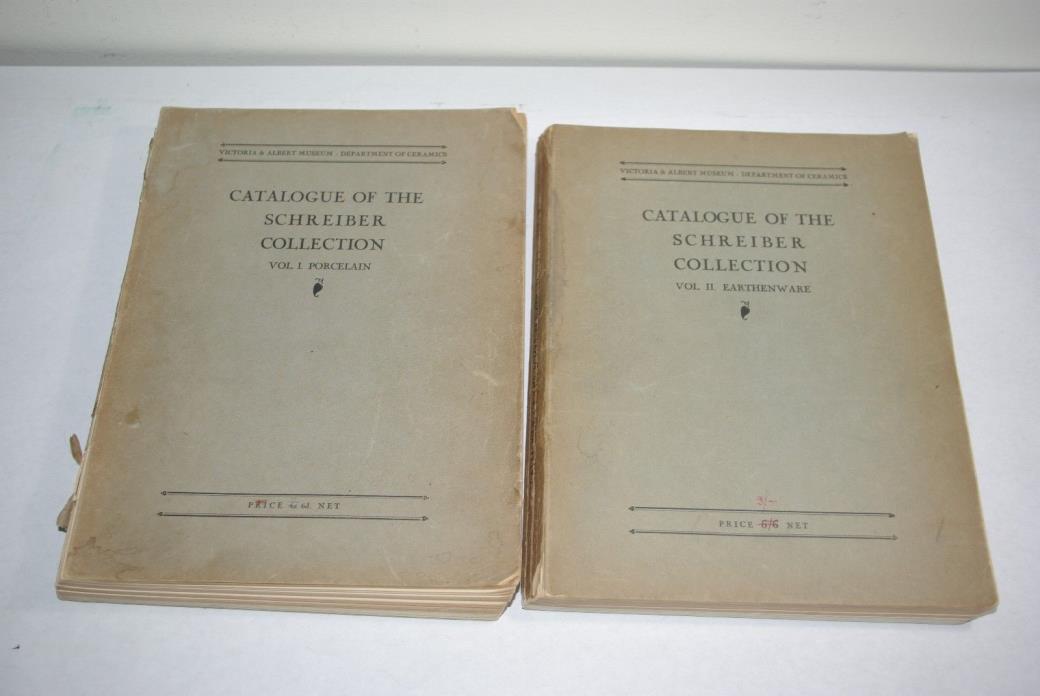 VICTORIA & ALBERT MUSEUM · DEPARTMENT OF CERAMICS
CATALOGUE OF THE
SCHREIBER
COLLECTION
VOL. I. PORCELAIN
PRICE 6d. NET
VICTORIA & ALBERT MUSEUM · DEPARTMENT OF CERAMICS
CATALOGUE OF THE
SCHREIBER
COLLECTION
VOL. II. EARTHENWARE
3/-
PRICE 6/6 NET